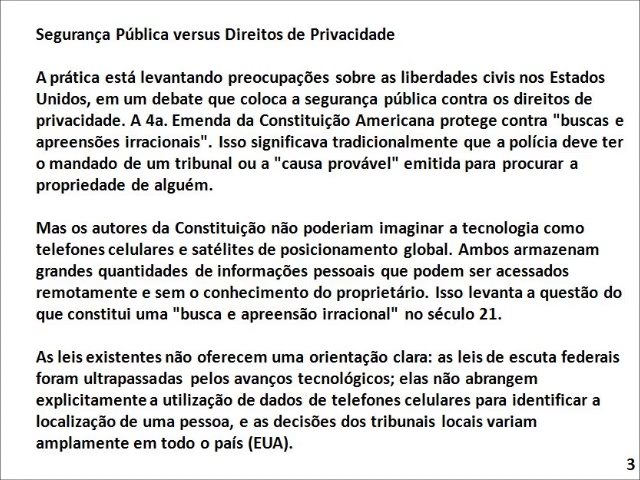 Segurança Pública versus Direitos de Privacidade
A prática está levantando preocupações sobre as liberdades civis nos Estados
Unidos, em um debate que coloca a segurança pública contra os direitos de
privacidade. A 4a. Emenda da Constituição Americana protege contra "buscas e
apreensões irracionais". Isso significava tradicionalmente que a polícia deve ter
o mandado de um tribunal ou a "causa provável" emitida para procurar a
propriedade de alguém.
Mas os autores da Constituição não poderiam imaginar a tecnologia como
telefones celulares e satélites de posicionamento global. Ambos armazenam
grandes quantidades de informações pessoais que podem ser acessados
remotamente e sem o conhecimento do proprietário. Isso levanta a questão do
que constitui uma "busca e apreensão irracional" no século 21.
As leis existentes não oferecem uma orientação clara: as leis de escuta federais
foram ultrapassadas pelos avanços tecnológicos; elas não abrangem
explicitamente a utilização de dados de telefones celulares para identificar a
localização de uma pessoa, e as decisões dos tribunais locais variam
amplamente em todo o país (EUA).
3